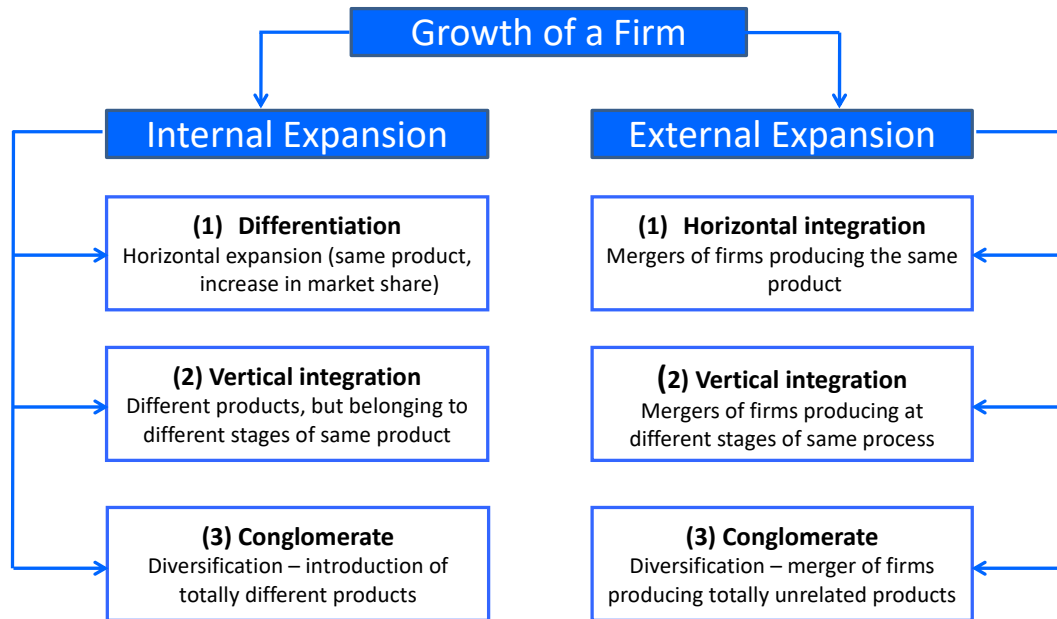 Growth of a Firm
Internal Expansion
(1) Differentiation
Horizontal expansion (same product,
increase in market share)
(2) Vertical integration
Different products, but belonging to
different stages of same product
(3) Conglomerate
Diversification – introduction of
totally different products
External Expansion
(1) Horizontal integration
Mergers of firms producing the same
product
(2) Vertical integration
Mergers of firms producing at
different stages of same process
(3) Conglomerate
Diversification – merger of firms
producing totally unrelated products